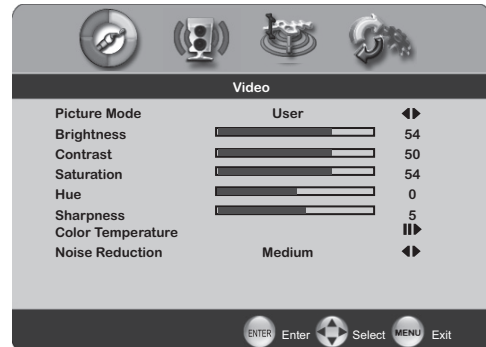 Video
Picture Mode User
Brightness 54
Contrast 50
Saturation 54
Hue 0
Sharpness 5
Color Temperature
Noise Reduction Medium
ENTER Enter Select MENU Exit